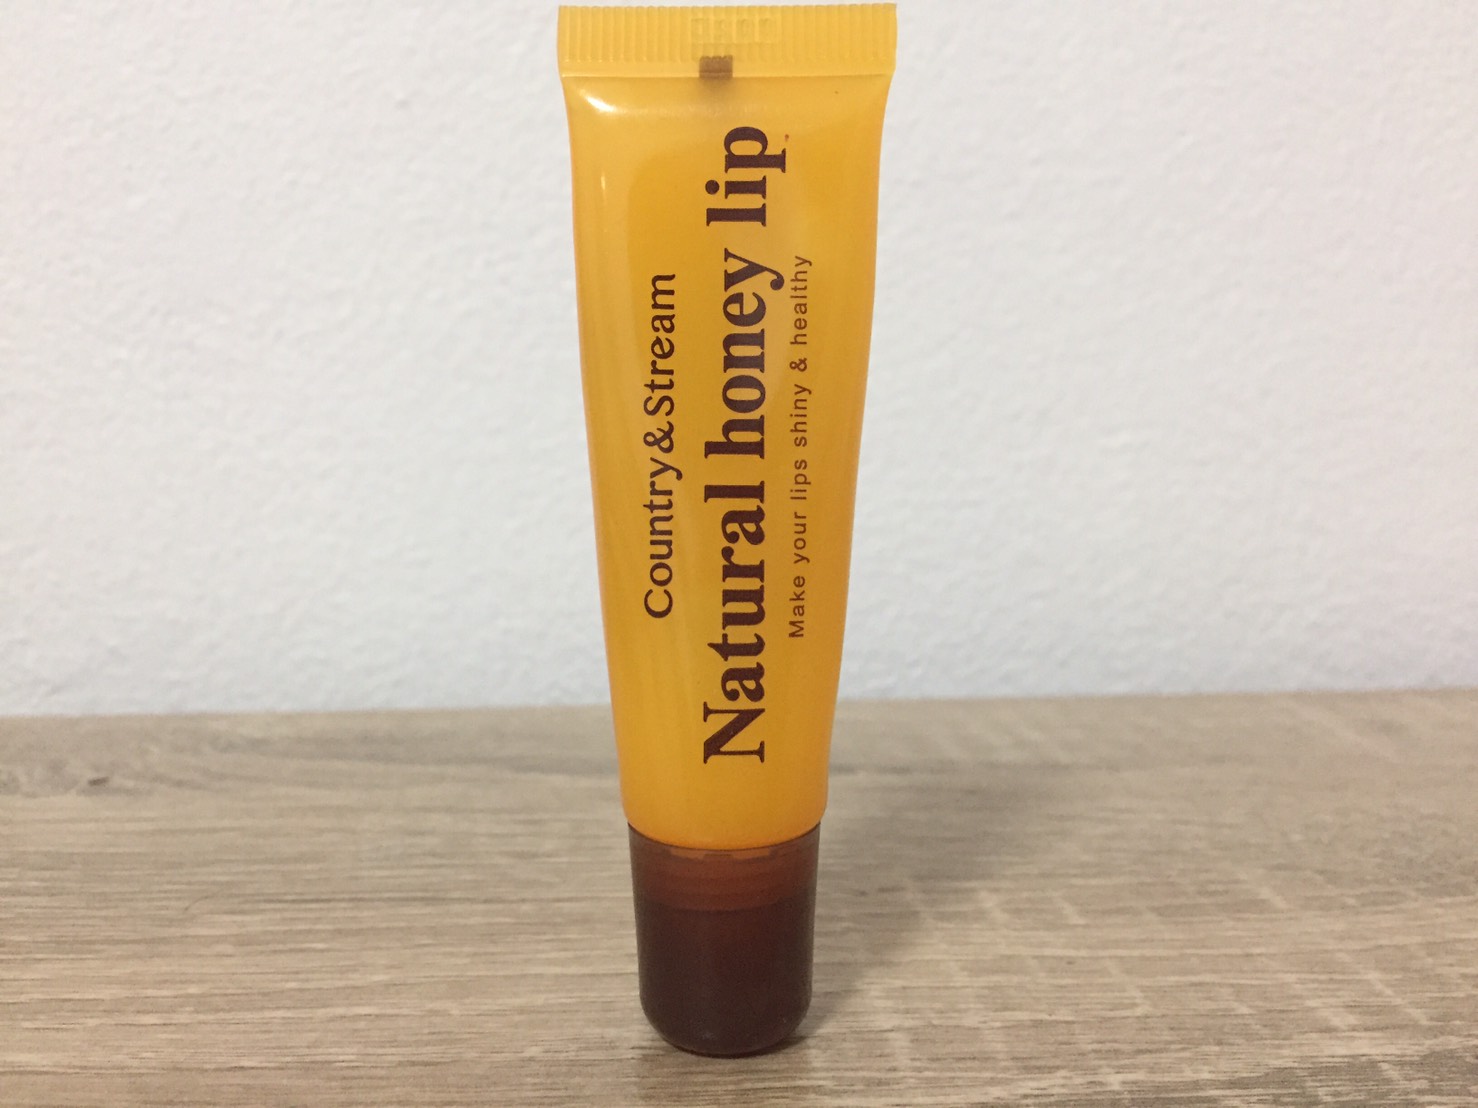 Country&Stream
Natural honey lip
Make your lips shiny & healthy